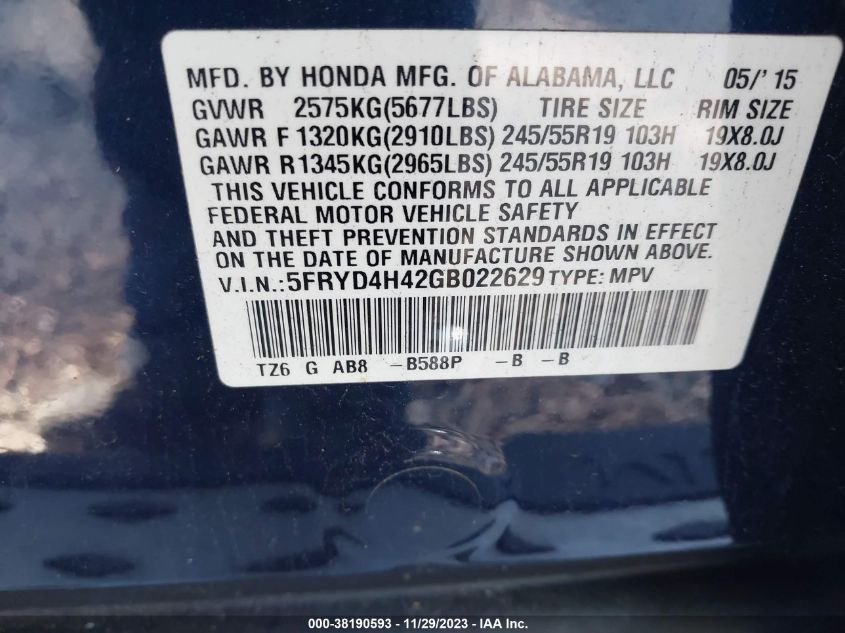 MFD. BY HONDA MFG. OF ALABAMA, LLC 05/'15
GVWR 2575KG(5677LBS) TIRE SIZE RIM SIZE
GAWR F 1320KG(2910LBS) 245/55R19 103H 19X8.0J
GAWR R 1345KG(2965LBS) 245/55R19 103H 19X8.0J
THIS VEHICLE CONFORMS TO ALL APPLICABLE
FEDERAL MOTOR VEHICLE SAFETY
AND THEFT PREVENTION STANDARDS IN EFFECT
ON THE DATE OF MANUFACTURE SHOWN ABOVE.
V.I.N.:5FRYD4H42GB022629 TYPE: MPV
TZ6 G AB8 -B588P -B -B
000-38190593 - 11/29/2023 - IAA Inc.